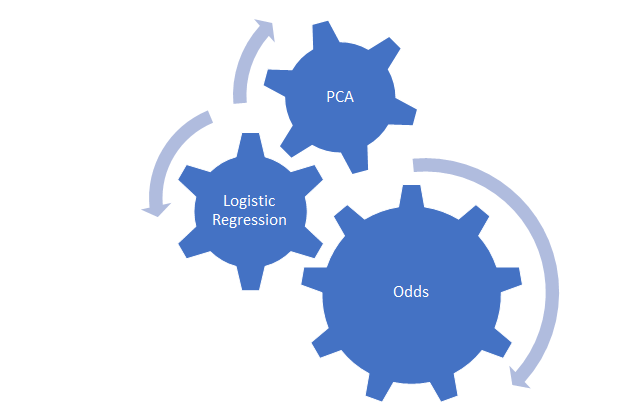 PCA
Logistic
Regression
Odds